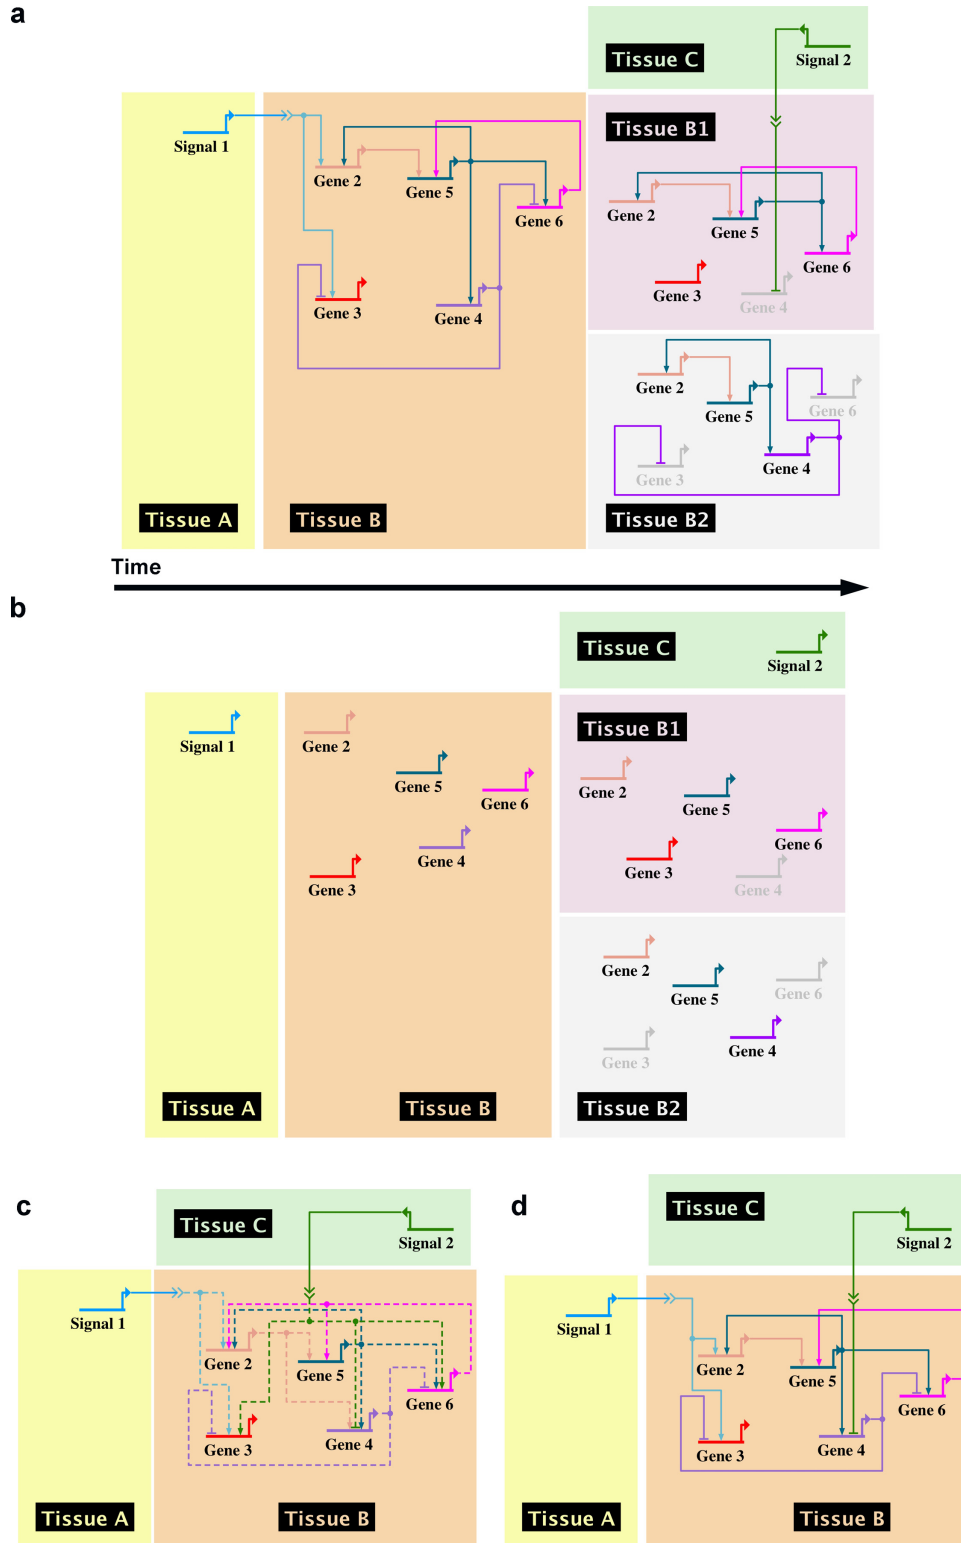 a
Tissue C
Signal 2
Signal 1
Tissue B1
Gene 2
Gene 5
Gene 6
Gene 3
Gene 4
Gene 2
Gene 5
Gene 6
Gene 3
Gene 4
Gene 2
Gene 5
Gene 6
Gene 4
Gene 3
Tissue A
Tissue B
Tissue B2
Time
b
Tissue C
Signal 2
Signal 1
Gene 2
Gene 5
Gene 6
Gene 4
Gene 3
Tissue B1
Gene 2
Gene 5
Gene 6
Gene 3
Gene 4
Gene 2
Gene 5
Gene 6
Gene 4
Gene 3
Tissue A
Tissue B
Tissue B2
c
Tissue C
Signal 2
Signal 1
Gene 2
Gene 5
Gene 6
Gene 3
Gene 4
Tissue A
Tissue B
d
Tissue C
Signal 2
Signal 1
Gene 2
Gene 5
Gene 6
Gene 3
Gene 4
Tissue A
Tissue B